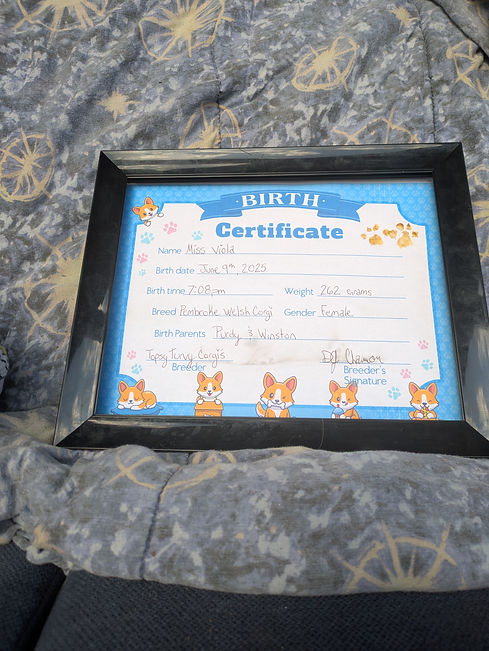 BIRTH
Certificate
Name Miss Viola
Birth date June 9th, 2025
Birth time 7:08pm Weight 262 grams
Breed Pembroke Welsh Corgi Gender Female
Birth Parents Purdy & Winston
Topsy Turvy Corgis
Breeder Breeder's
Signature